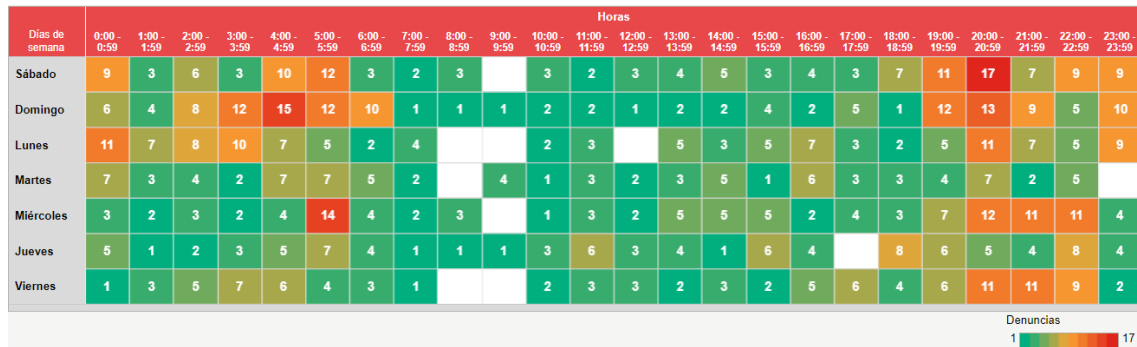 Horas
Días de semana 0:00 - 0:59 1:00 - 1:59 2:00 - 2:59 3:00 - 3:59 4:00 - 4:59 5:00 - 5:59 6:00 - 6:59 7:00 - 7:59 8:00 - 8:59 9:00 - 9:59 10:00 - 10:59 11:00 - 11:59 12:00 - 12:59 13:00 - 13:59 14:00 - 14:59 15:00 - 15:59 16:00 - 16:59 17:00 - 17:59 18:00 - 18:59 19:00 - 19:59 20:00 - 20:59 21:00 - 21:59 22:00 - 22:59 23:00 - 23:59
Sábado 9 3 6 3 10 12 3 2 3 3 2 3 4 5 3 4 3 7 11 17 7 9 9
Domingo 6 4 8 12 15 12 10 1 1 1 2 2 1 2 2 4 2 5 1 12 13 9 5 10
Lunes 11 7 8 10 7 5 2 4 2 3 5 3 5 7 3 2 5 11 7 5 9
Martes 7 3 4 2 7 7 5 2 4 1 3 2 3 5 1 6 3 3 4 7 2 5
Miércoles 3 2 3 2 4 14 4 2 3 1 3 2 5 5 5 2 4 3 7 12 11 11 4
Jueves 5 1 2 3 5 7 4 1 1 1 3 6 3 4 1 6 4 8 6 5 4 8 4
Viernes 1 3 5 7 6 4 3 1 2 3 3 2 3 2 5 6 4 6 11 11 9 2
Denuncias
1 17